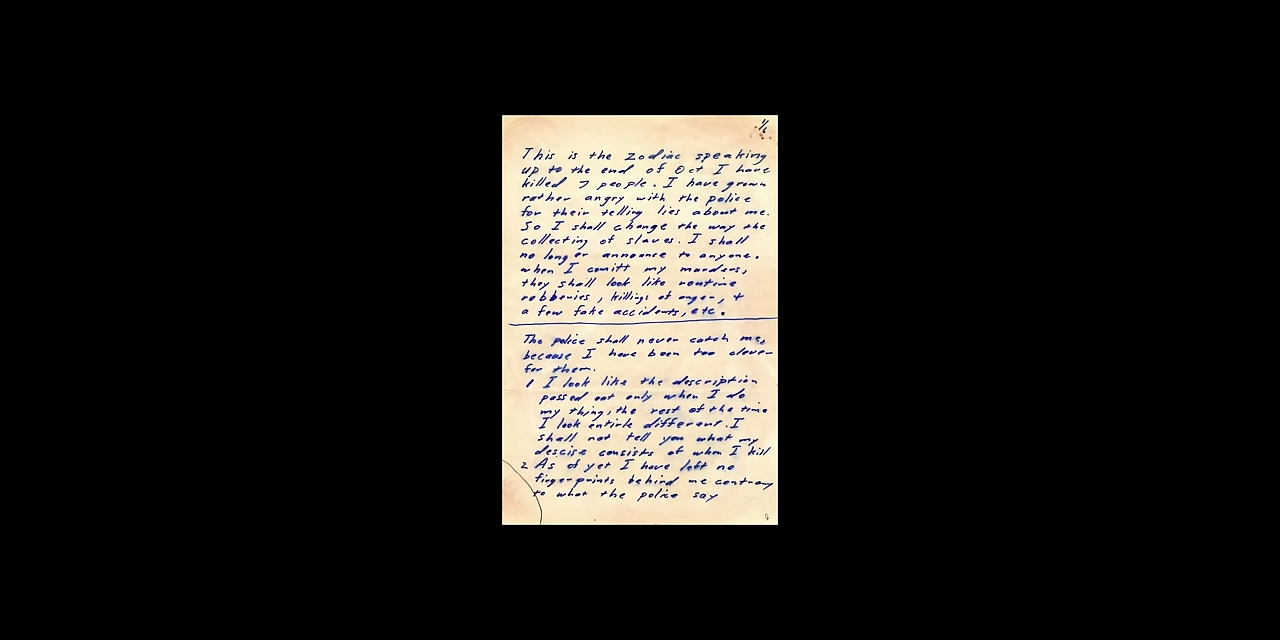 1/6
This is the Zodiac speaking
up to the end of Oct I have
killed 7 people. I have grown
rather angry with the police
for their telling lies about me.
So I shall change the way the
collecting of slaves. I shall
no longer announce to anyone.
when I comitt my murders,
they shall look like routine
robberies, killings of anger, +
a few fake accidents, etc.
The police shall never catch me,
because I have been too clever
for them.
1 I look like the description
passed out only when I do
my thing, the rest of the time
I look entirle different. I
shall not tell you what my
descise consists of when I kill
2 As of yet I have left no
fingerprints behind me contrary
to what the police say